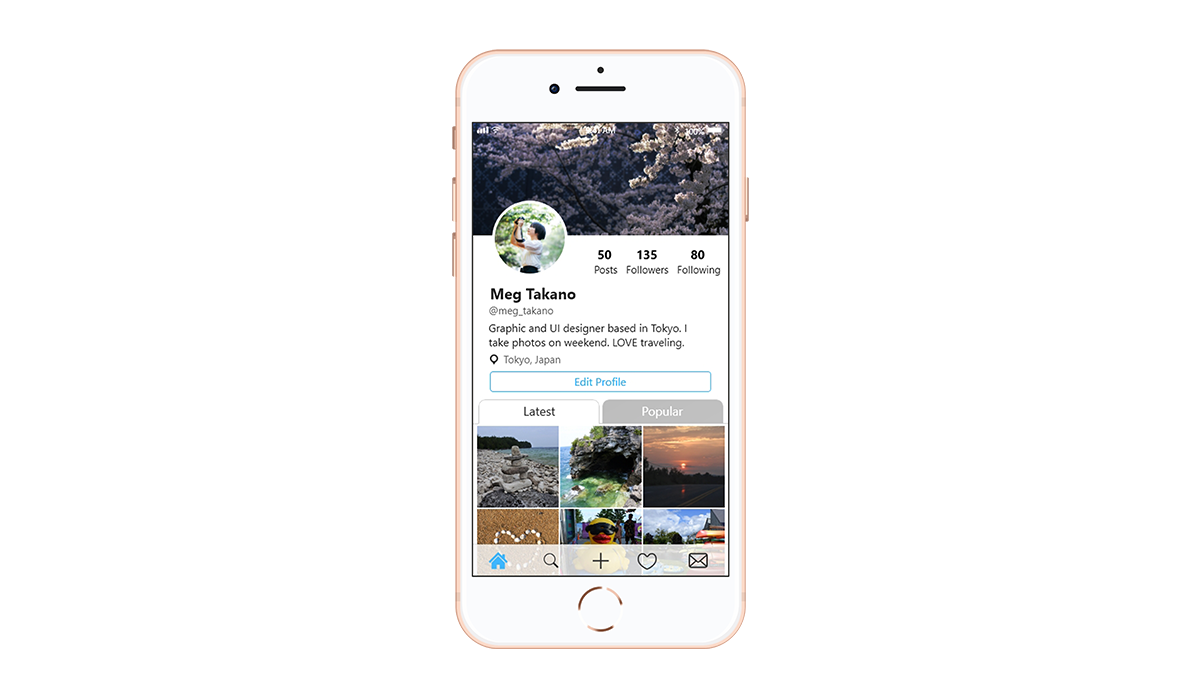 9:41 AM
100%
50 135 80
Posts Followers Following
Meg Takano
@meg_takano
Graphic and UI designer based in Tokyo. I
take photos on weekend. LOVE traveling.
Tokyo, Japan
Edit Profile
Latest Popular